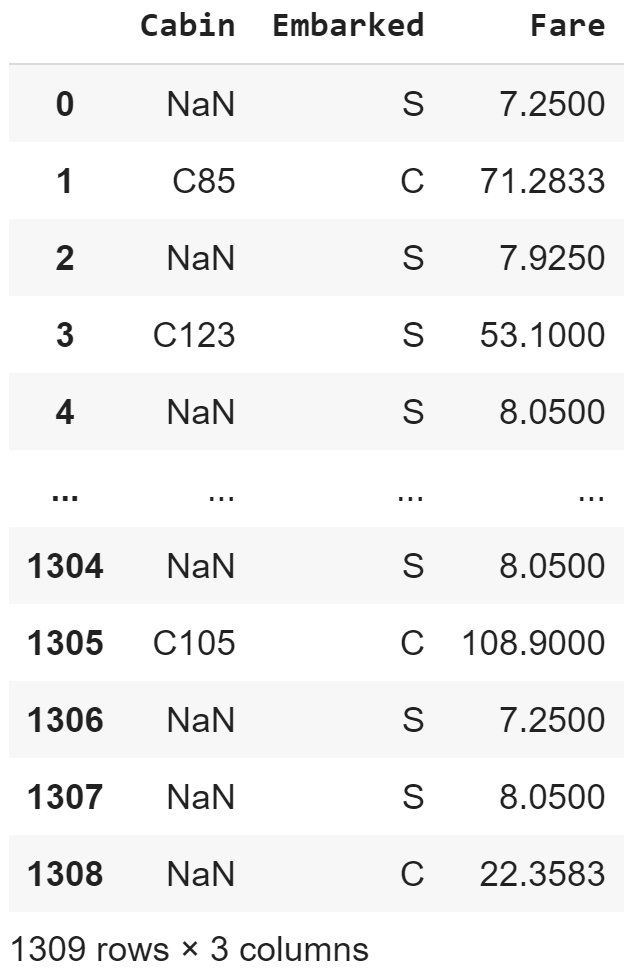 Cabin Embarked Fare
0 NaN S 7.2500
1 C85 C 71.2833
2 NaN S 7.9250
3 C123 S 53.1000
4 NaN S 8.0500
... ... ... ...
1304 NaN S 8.0500
1305 C105 C 108.9000
1306 NaN S 7.2500
1307 NaN S 8.0500
1308 NaN C 22.3583
1309 rows × 3 columns